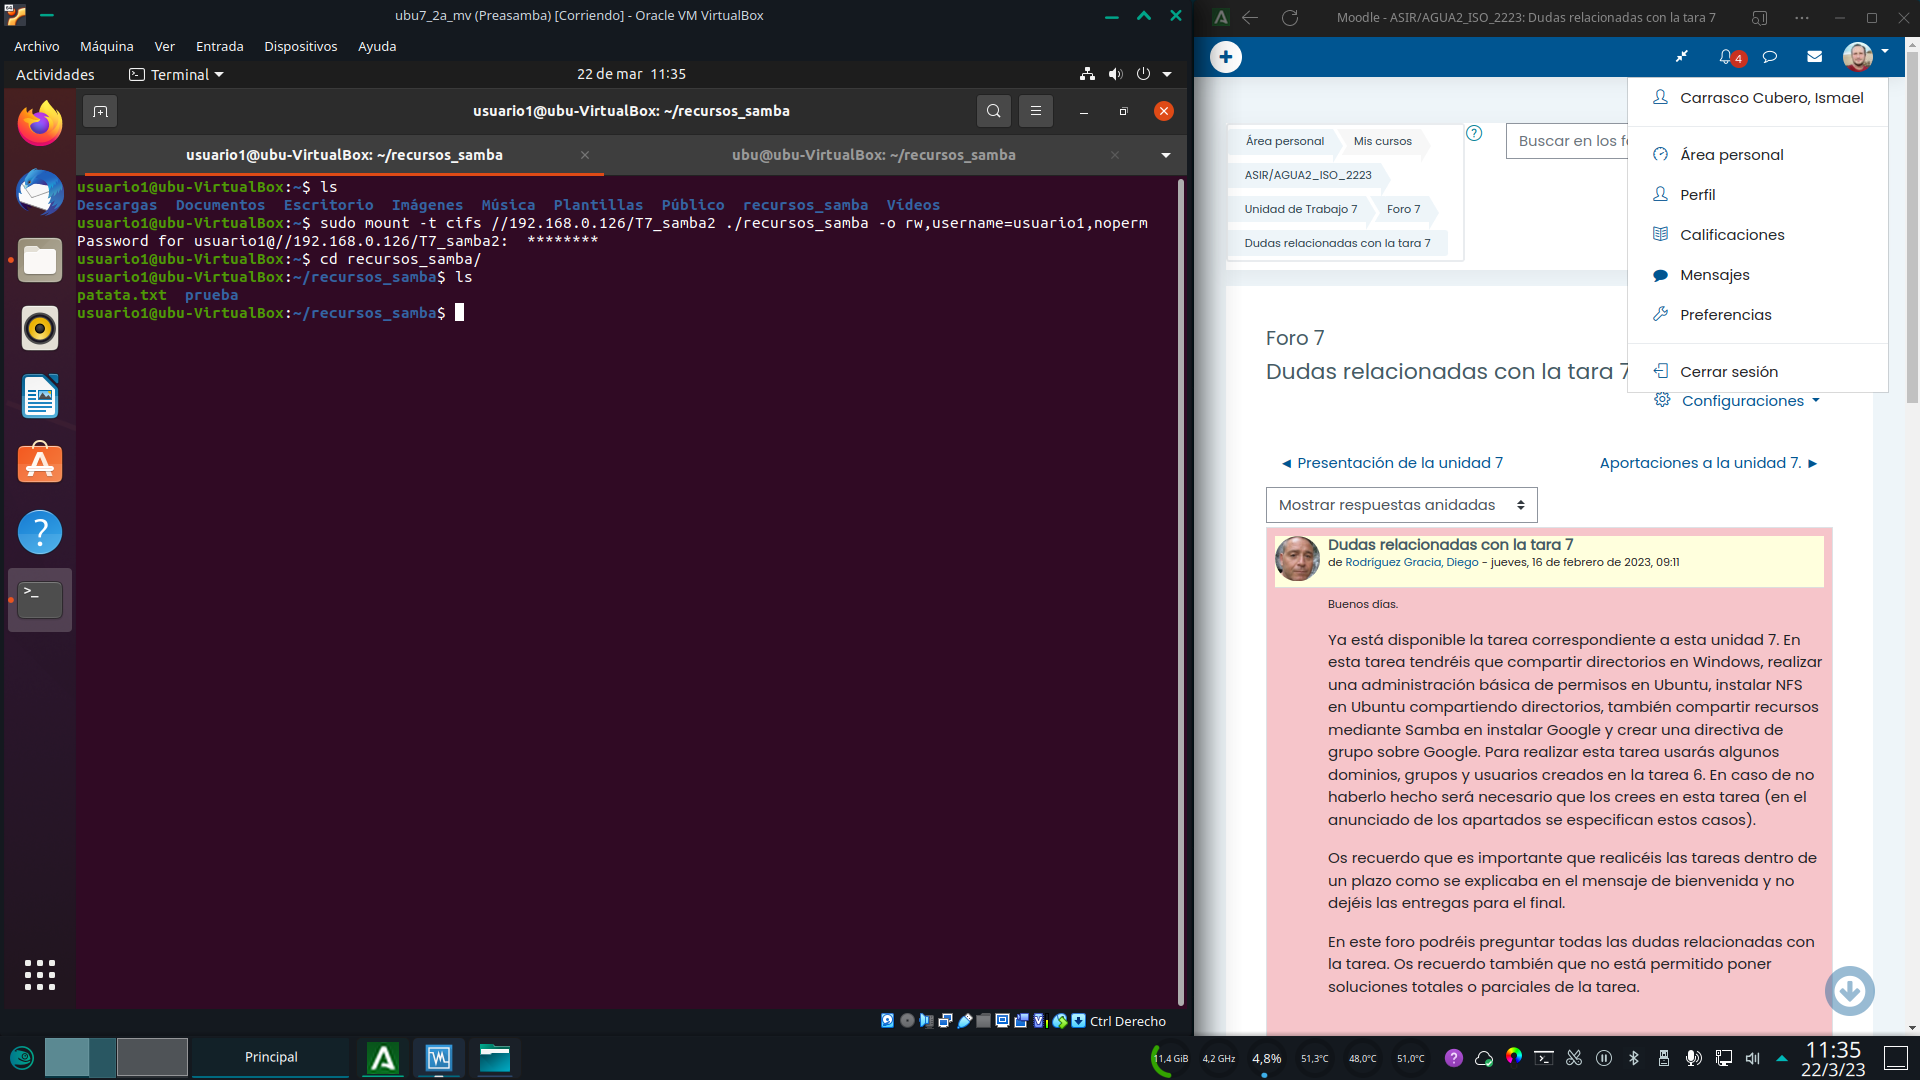 ubu7_2a_mv (Preasamba) [Corriendo] - Oracle VM VirtualBox
Archivo Máquina Ver Entrada Dispositivos Ayuda
Actividades Terminal 22 de mar 11:35
usuario1@ubu-VirtualBox: ~/recursos_samba
usuario1@ubu-VirtualBox: ~/recursos_samba
ubu@ubu-VirtualBox: ~/recursos_samba
usuario1@ubu-VirtualBox:~$ ls
Descargas Documentos Escritorio Imágenes Música Plantillas Público recursos_samba Vídeos
usuario1@ubu-VirtualBox:~$ sudo mount -t cifs //192.168.0.126/T7_samba2 ./recursos_samba -o rw,username=usuario1,noperm
Password for usuario1@//192.168.0.126/T7_samba2: ********
usuario1@ubu-VirtualBox:~$ cd recursos_samba/
usuario1@ubu-VirtualBox:~/recursos_samba$ ls
patata.txt prueba
usuario1@ubu-VirtualBox:~/recursos_samba$
Ctrl Derecho
Moodle - ASIR/AGUA2_ISO_2223: Dudas relacionadas con la tara 7
4
Carrasco Cubero, Ismael
Área personal
Perfil
Calificaciones
Mensajes
Preferencias
Cerrar sesión
Área personal Mis cursos
ASIR/AGUA2_ISO_2223
Unidad de Trabajo 7 Foro 7
Dudas relacionadas con la tara 7
Buscar en los fo
Foro 7
Dudas relacionadas con la tara 7
Configuraciones
◄ Presentación de la unidad 7
Aportaciones a la unidad 7. ►
Mostrar respuestas anidadas
Dudas relacionadas con la tara 7
de Rodríguez Gracia, Diego - jueves, 16 de febrero de 2023, 09:11
Buenos días.
Ya está disponible la tarea correspondiente a esta unidad 7. En
esta tarea tendréis que compartir directorios en Windows, realizar
una administración básica de permisos en Ubuntu, instalar NFS
en Ubuntu compartiendo directorios, también compartir recursos
mediante Samba en instalar Google y crear una directiva de
grupo sobre Google. Para realizar esta tarea usarás algunos
dominios, grupos y usuarios creados en la tarea 6. En caso de no
haberlo hecho será necesario que los crees en esta tarea (en el
anunciado de los apartados se especifican estos casos).
Os recuerdo que es importante que realicéis las tareas dentro de
un plazo como se explicaba en el mensaje de bienvenida y no
dejéis las entregas para el final.
En este foro podréis preguntar todas las dudas relacionadas con
la tarea. Os recuerdo también que no está permitido poner
soluciones totales o parciales de la tarea.
Principal
11,4 GiB 4,2 GHz 4,8% 51,3°C 48,0°C 51,0°C
11:35
22/3/23